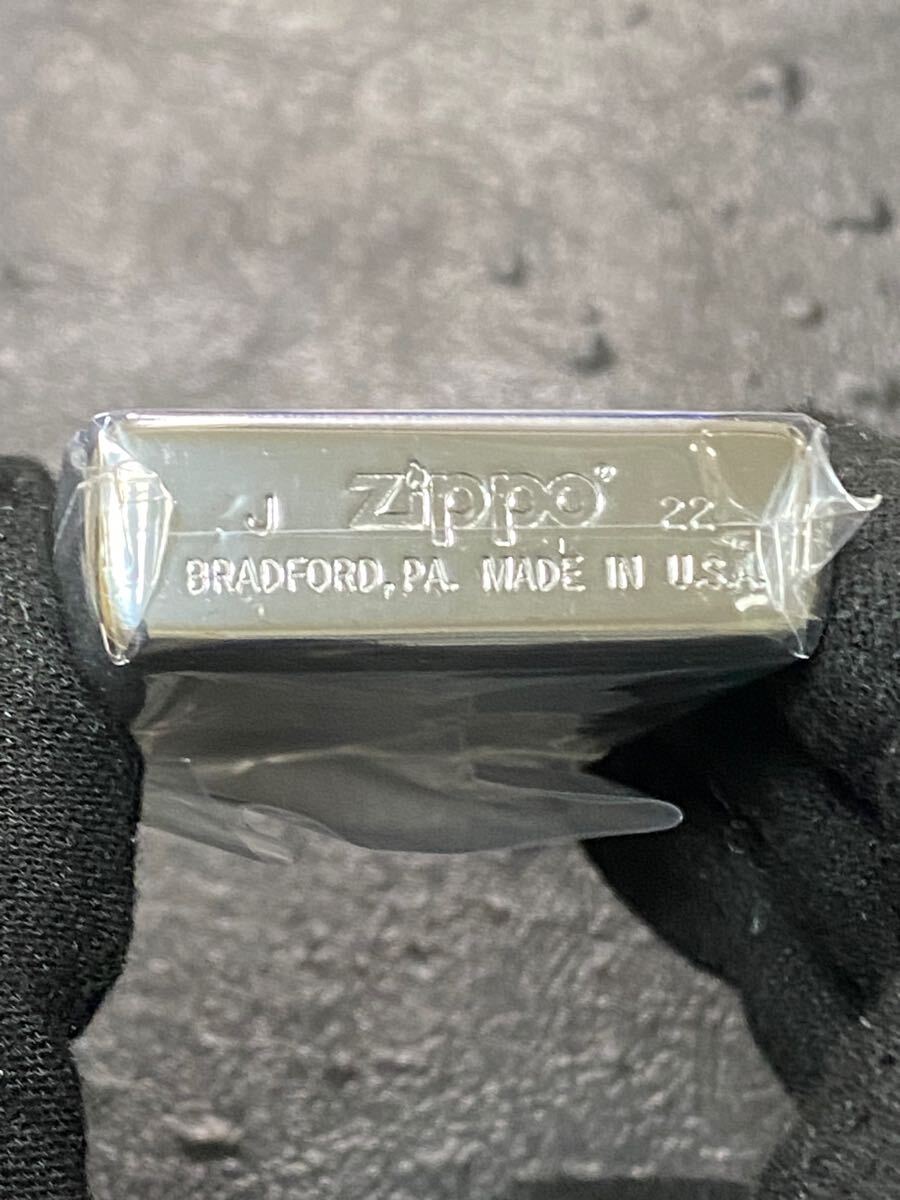 J Zippo 22
BRADFORD, PA. MADE IN U.S.A.